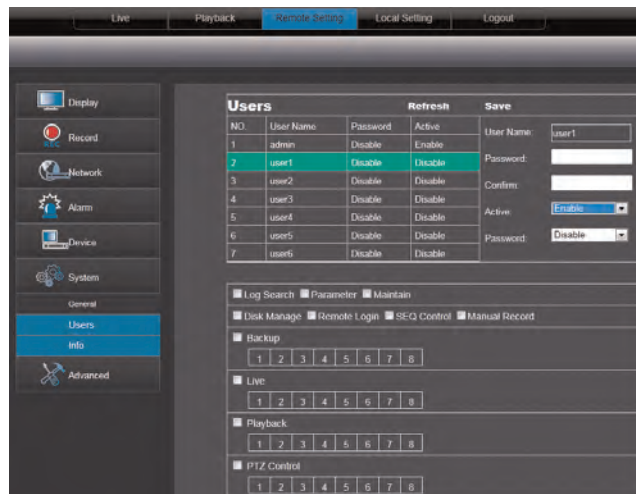 Live Playback Remote Setting Local Setting Logout
Display
Record
REC
Network
Alarm
Device
System
General
Users
Info
Advanced
Users Refresh Save
NO. User Name Password Active
1 admin Disable Enable
2 user1 Disable Disable
3 user2 Disable Disable
4 user3 Disable Disable
5 user4 Disable Disable
6 user5 Disable Disable
7 user6 Disable Disable
User Name: user1
Password:
Confirm:
Active: Enable
Password: Disable
Log Search Parameter Maintain
Disk Manage Remote Login SEQ Control Manual Record
Backup
1 2 3 4 5 6 7 8
Live
1 2 3 4 5 6 7 8
Playback
1 2 3 4 5 6 7 8
PTZ Control
1 2 3 4 5 6 7 8